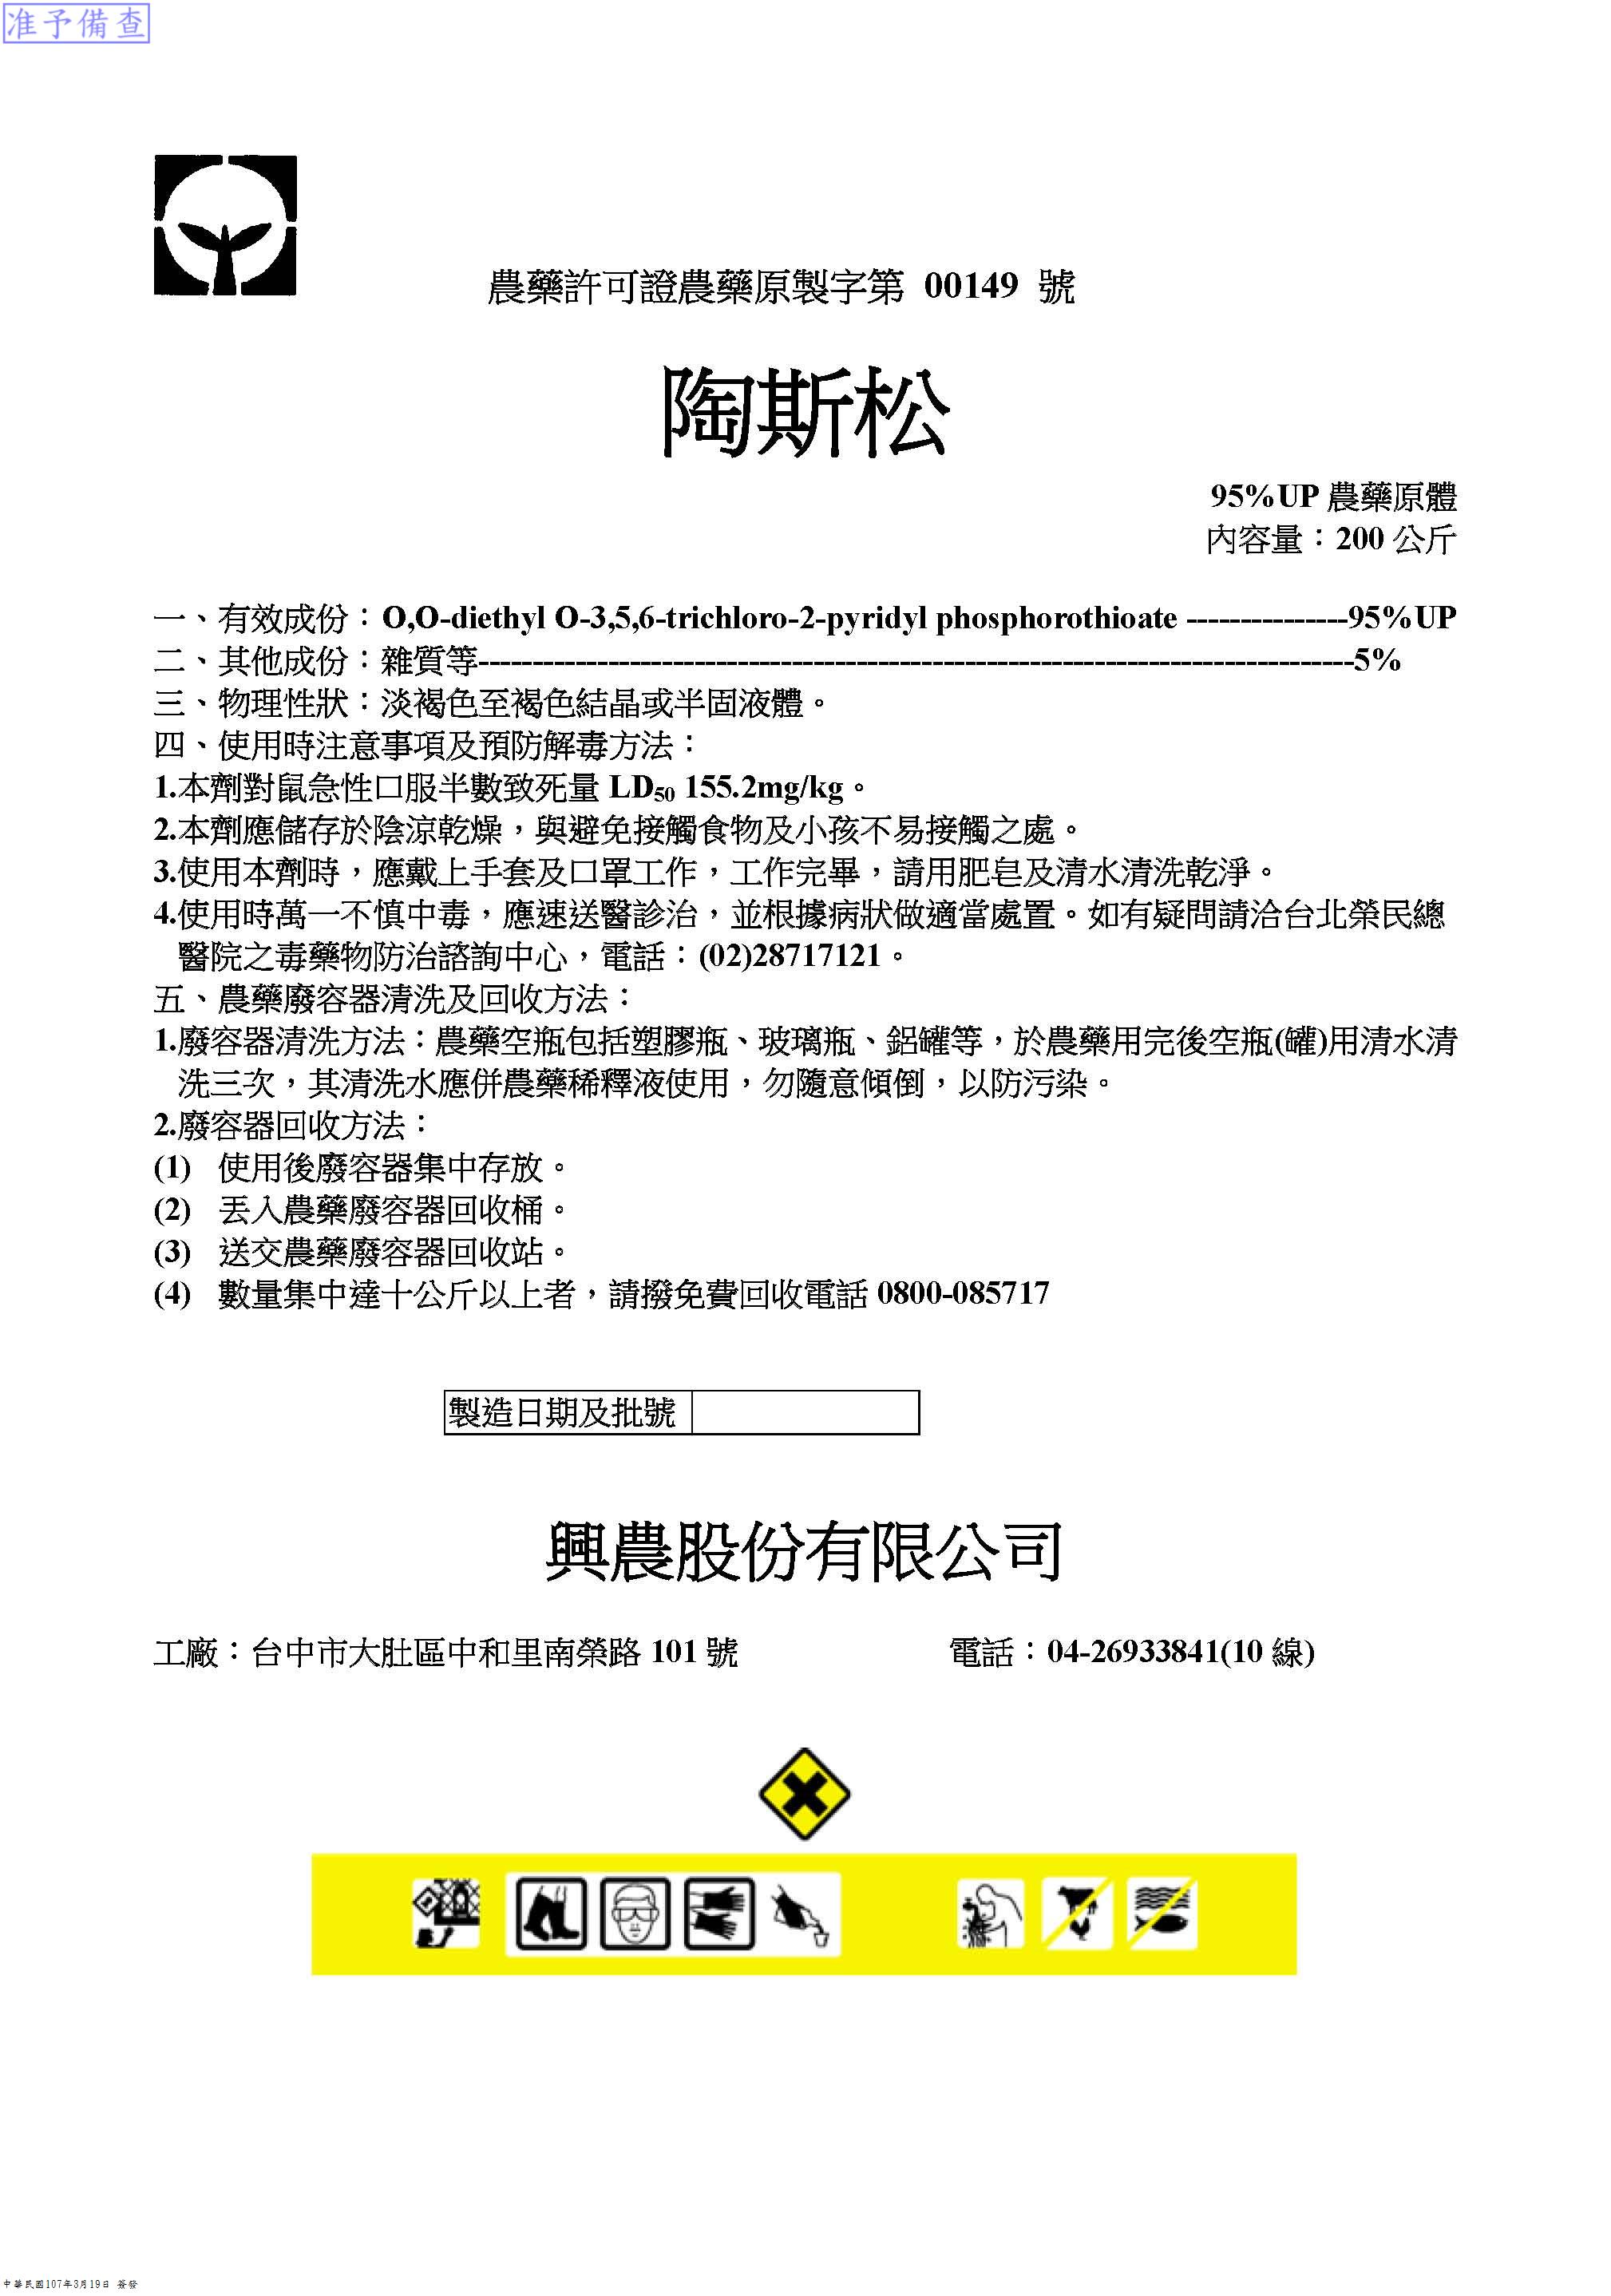 准予備查
農藥許可證農藥原製字第 00149 號
陶斯松
95%UP 農藥原體
內容量：200 公斤
一、有效成份：O,O-diethyl O-3,5,6-trichloro-2-pyridyl phosphorothioate ---------------95%UP
二、其他成份：雜質等---------------------------------------------------------------------------------5%
三、物理性狀：淡褐色至褐色結晶或半固液體。
四、使用時注意事項及預防解毒方法：
1.本劑對鼠急性口服半數致死量 LD₅₀ 155.2mg/kg。
2.本劑應儲存於陰涼乾燥，與避免接觸食物及小孩不易接觸之處。
3.使用本劑時，應戴上手套及口罩工作，工作完畢，請用肥皂及清水清洗乾淨。
4.使用時萬一不慎中毒，應速送醫診治，並根據病狀做適當處置。如有疑問請洽台北榮民總
醫院之毒藥物防治諮詢中心，電話：(02)28717121。
五、農藥廢容器清洗及回收方法：
1.廢容器清洗方法：農藥空瓶包括塑膠瓶、玻璃瓶、鋁罐等，於農藥用完後空瓶(罐)用清水清
洗三次，其清洗水應併農藥稀釋液使用，勿隨意傾倒，以防污染。
2.廢容器回收方法：
(1) 使用後廢容器集中存放。
(2) 丟入農藥廢容器回收桶。
(3) 送交農藥廢容器回收站。
(4) 數量集中達十公斤以上者，請撥免費回收電話 0800-085717
製造日期及批號
興農股份有限公司
工廠：台中市大肚區中和里南榮路 101 號 電話：04-26933841(10 線)
中華民國107年3月19日 簽發